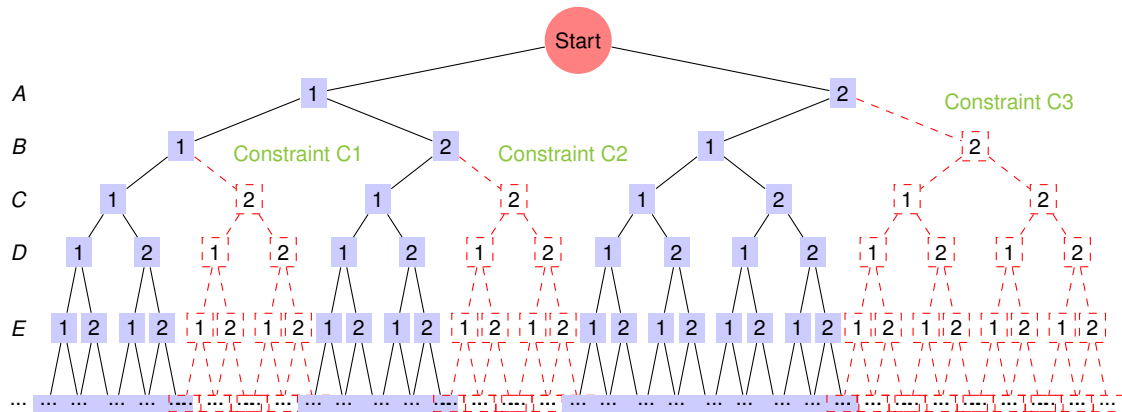 Start
A 1 2 Constraint C3
B 1 Constraint C1 2 Constraint C2 1 2
C 1 2 1 2 1 2 1 2
D 1 2 1 2 1 2 1 2 1 2 1 2 1 2 1 2
E 1 2 1 2 1 2 1 2 1 2 1 2 1 2 1 2 1 2 1 2 1 2 1 2 1 2 1 2 1 2 1 2
... ... ... ... ... ... ... ... ... ... ... ... ... ... ... ... ... ... ... ... ... ... ... ... ... ... ... ... ... ... ... ... ... ...